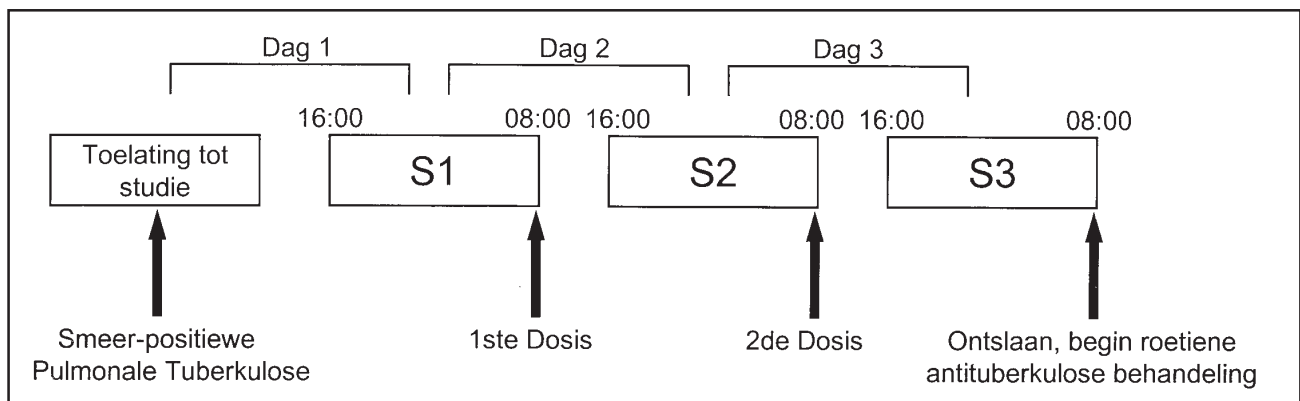 Dag 1
Dag 2
Dag 3
16:00
08:00
16:00
08:00
16:00
08:00
Toelating tot
studie
S1
S2
S3
Smeer-positiewe
Pulmonale Tuberkulose
1ste Dosis
2de Dosis
Ontslaan, begin roetiene
antituberkulose behandeling